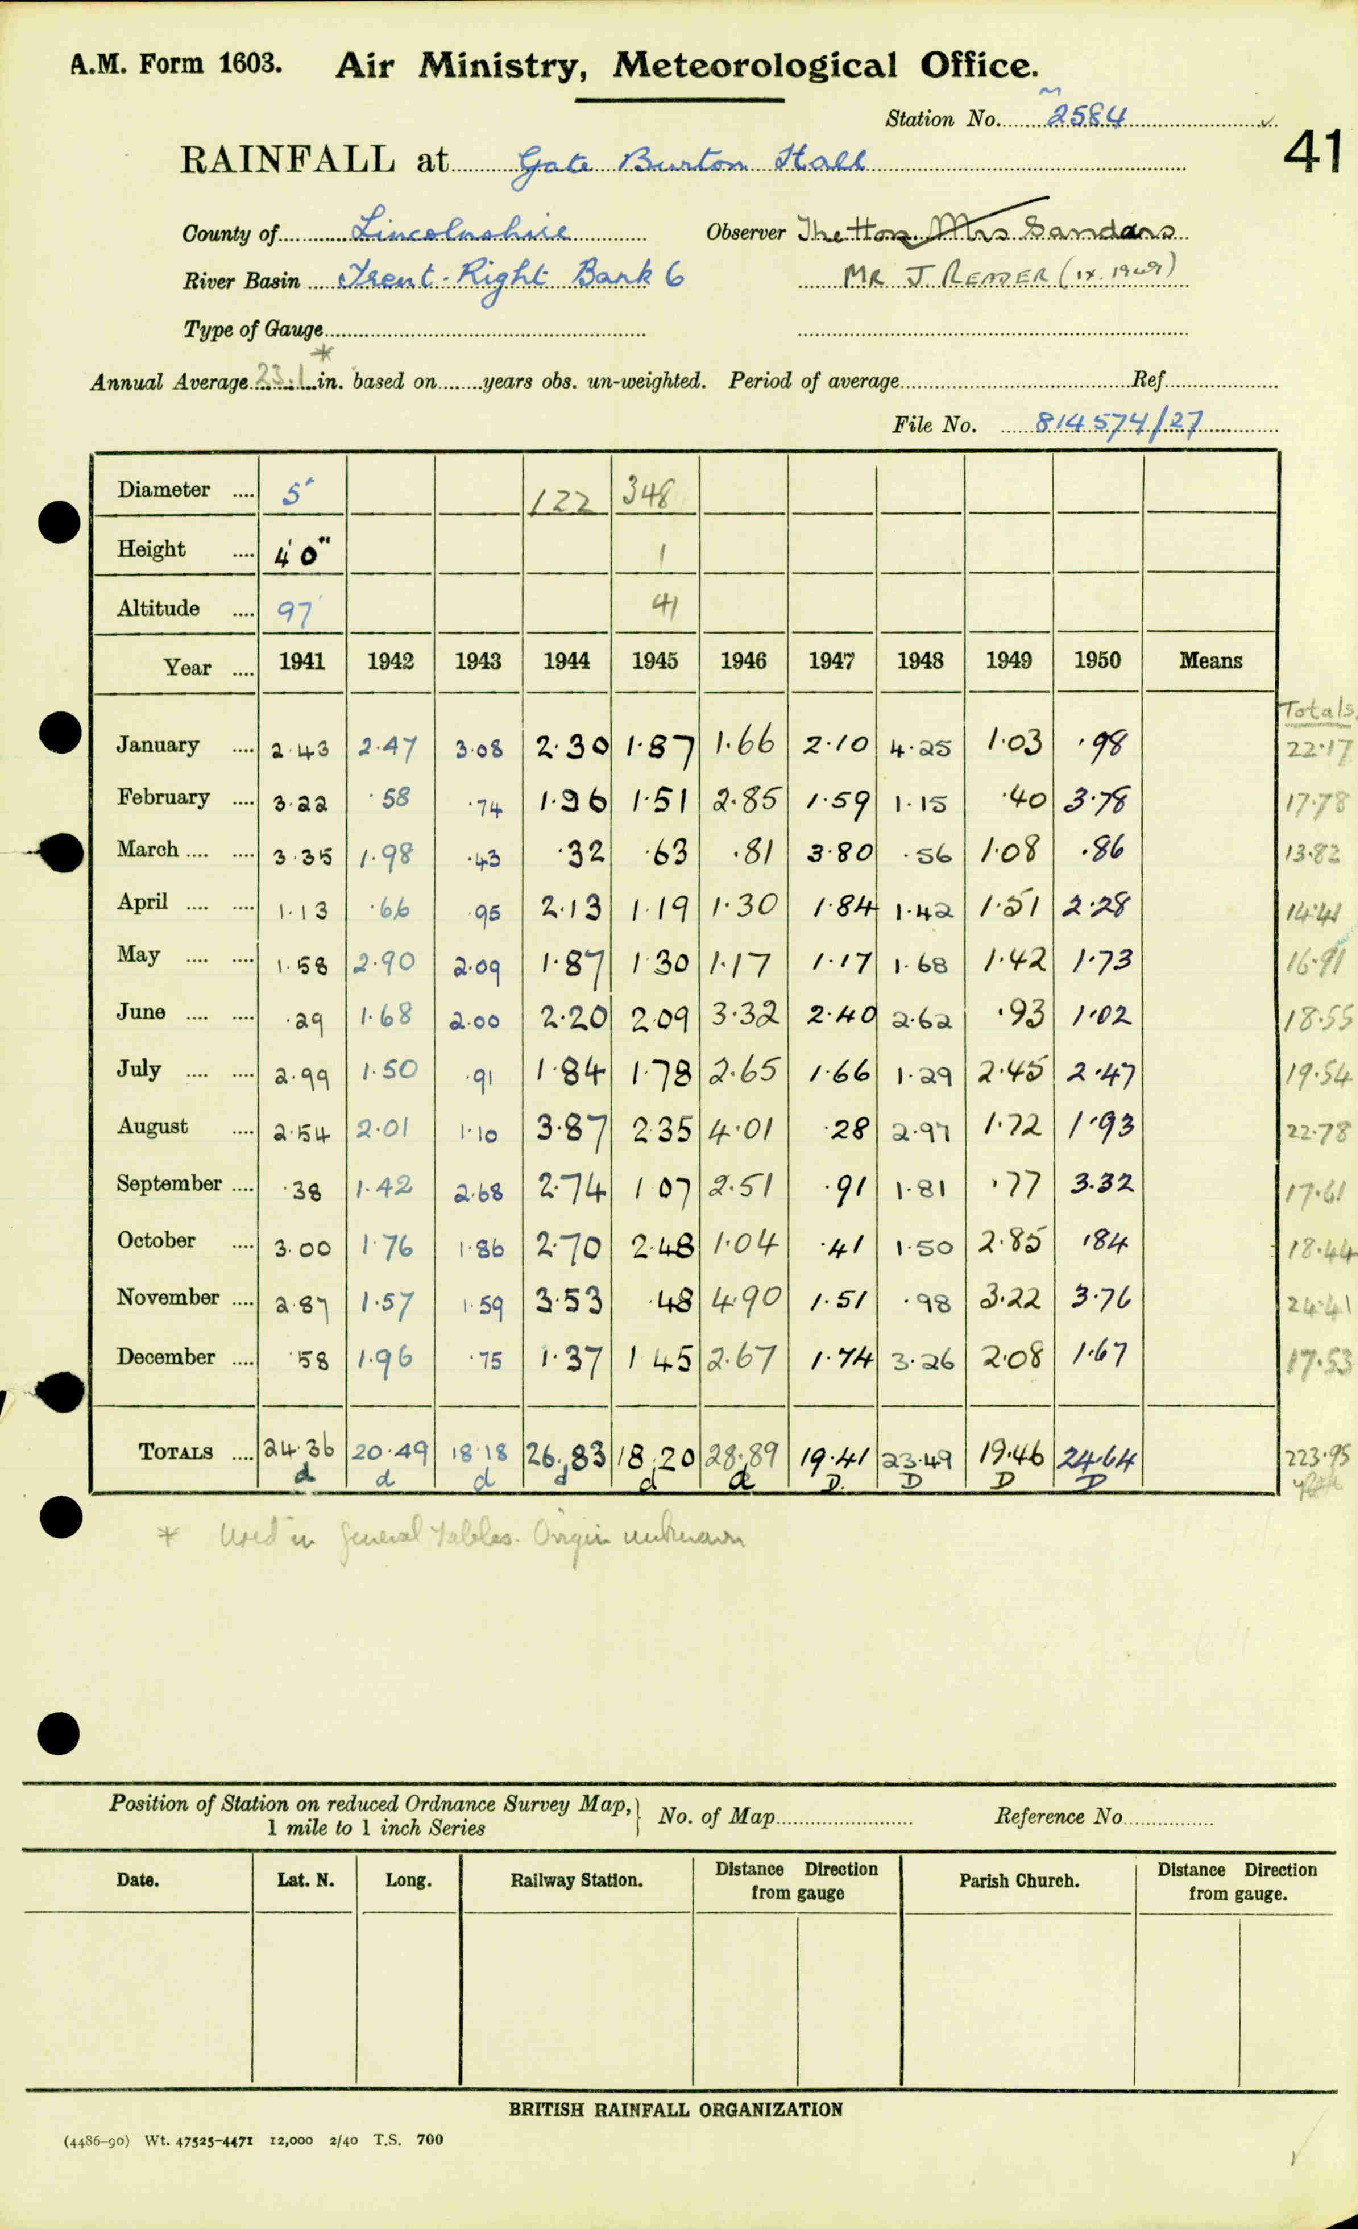 A.M. Form 1603. Air Ministry, Meteorological Office.
Station No. 2584
41
RAINFALL at Gate Burton Hall
County of Lincolnshire Observer The Hon. Mrs Sandars
River Basin Trent-Right Bank 6 MR J. READER (IX.1949)
Type of Gauge
*
Annual Average 23.1 in. based on years obs. un-weighted. Period of average Ref.
File No. 814574/27
Diameter .... 5" 122 348
Height .... 4'0" 1
Altitude .... 97' 41
Year .... 1941 1942 1943 1944 1945 1946 1947 1948 1949 1950 Means
Totals
January .... 2.43 2.47 3.08 2.30 1.87 1.66 2.10 4.25 1.03 .98 22.17
February .... 3.22 .58 .74 1.96 1.51 2.85 1.59 1.15 .40 3.78 17.78
March .... .... 3.35 1.98 .43 .32 .63 .81 3.80 .56 1.08 .86 13.82
April .... .... 1.13 .66 .95 2.13 1.19 1.30 1.84 1.42 1.51 2.28 14.41
May .... .... 1.58 2.90 2.09 1.87 1.30 1.17 1.17 1.68 1.42 1.73 16.91
June .... .... .29 1.68 2.00 2.20 2.09 3.32 2.40 2.62 .93 1.02 18.55
July .... .... 2.99 1.50 .91 1.84 1.78 2.65 1.66 1.29 2.45 2.47 19.54
August .... 2.54 2.01 1.10 3.87 2.35 4.01 .28 2.97 1.72 1.93 22.78
September .... .38 1.42 2.68 2.74 1 07 2.51 .91 1.81 .77 3.32 17.61
October .... 3.00 1.76 1.86 2.70 2.48 1.04 .41 1.50 2.85 .84 18.44
November .... 2.87 1.57 1.59 3.53 .48 4.90 1.51 .98 3.22 3.76 24.41
December .... .58 1.96 .75 1.37 1 45 2.67 1.74 3.26 2.08 1.67 17.53
TOTALS .... 24.36 20.49 18.18 26.83 18.20 28.89 19.41 23.49 19.46 24.64 223.95
d d d d d d D. D D D
* Used in general tables. Origin unknown
Position of Station on reduced Ordnance Survey Map, } No. of Map Reference No.
1 mile to 1 inch Series
Date. Lat. N. Long. Railway Station. Distance Direction from gauge Parish Church. Distance Direction from gauge.
BRITISH RAINFALL ORGANIZATION
(4486-90) Wt. 47525-4471 12,000 2/40 T.S. 700